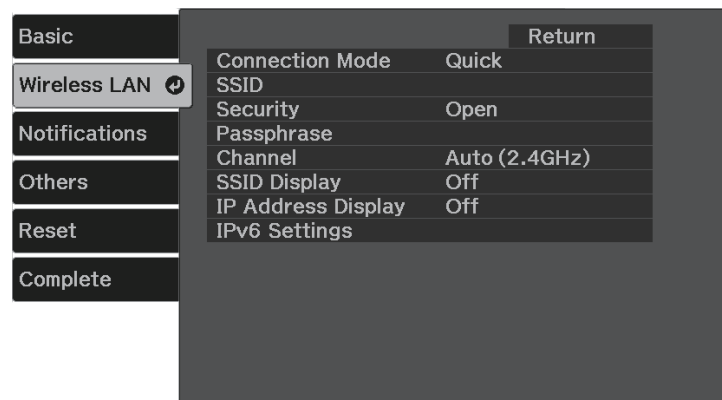 Basic
Wireless LAN
Notifications
Others
Reset
Complete
Return
Connection Mode Quick
SSID
Security Open
Passphrase
Channel Auto (2.4GHz)
SSID Display Off
IP Address Display Off
IPv6 Settings